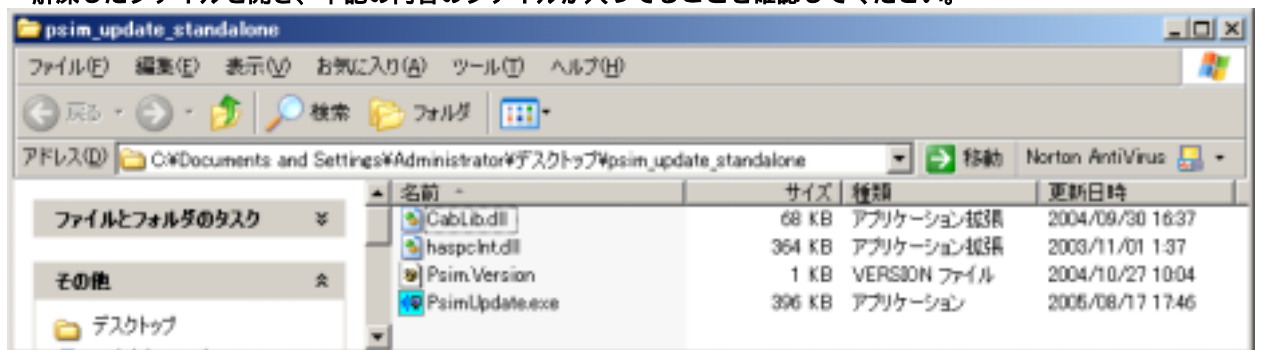 psim_update_standalone
ファイル(F) 編集(E) 表示(V) お気に入り(A) ツール(T) ヘルプ(H)
戻る 検索 フォルダ
アドレス(D) C:¥Documents and Settings¥Administrator¥デスクトップ¥psim_update_standalone 移動 Norton AntiVirus
名前 サイズ 種類 更新日時
ファイルとフォルダのタスク
CabLib.dll 68 KB アプリケーション拡張 2004/09/30 16:37
haspclnt.dll 364 KB アプリケーション拡張 2003/11/01 1:37
Psim.Version 1 KB VERSION ファイル 2004/10/27 10:04
PsimUpdate.exe 396 KB アプリケーション 2005/08/17 17:46
その他
デスクトップ